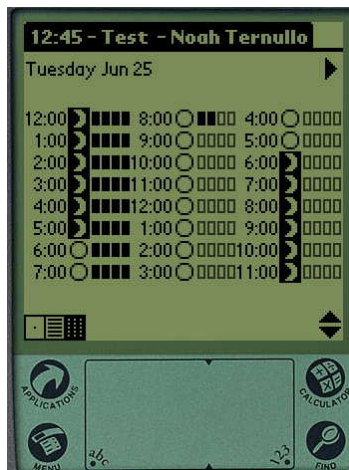 12:45 - Test - Noah Ternullo
Tuesday Jun 25
12:00 8:00 4:00
1:00 9:00 5:00
2:00 10:00 6:00
3:00 11:00 7:00
4:00 12:00 8:00
5:00 1:00 9:00
6:00 2:00 10:00
7:00 3:00 11:00
APPLICATIONS
CALCULATOR
MENU
abc
123
FIND